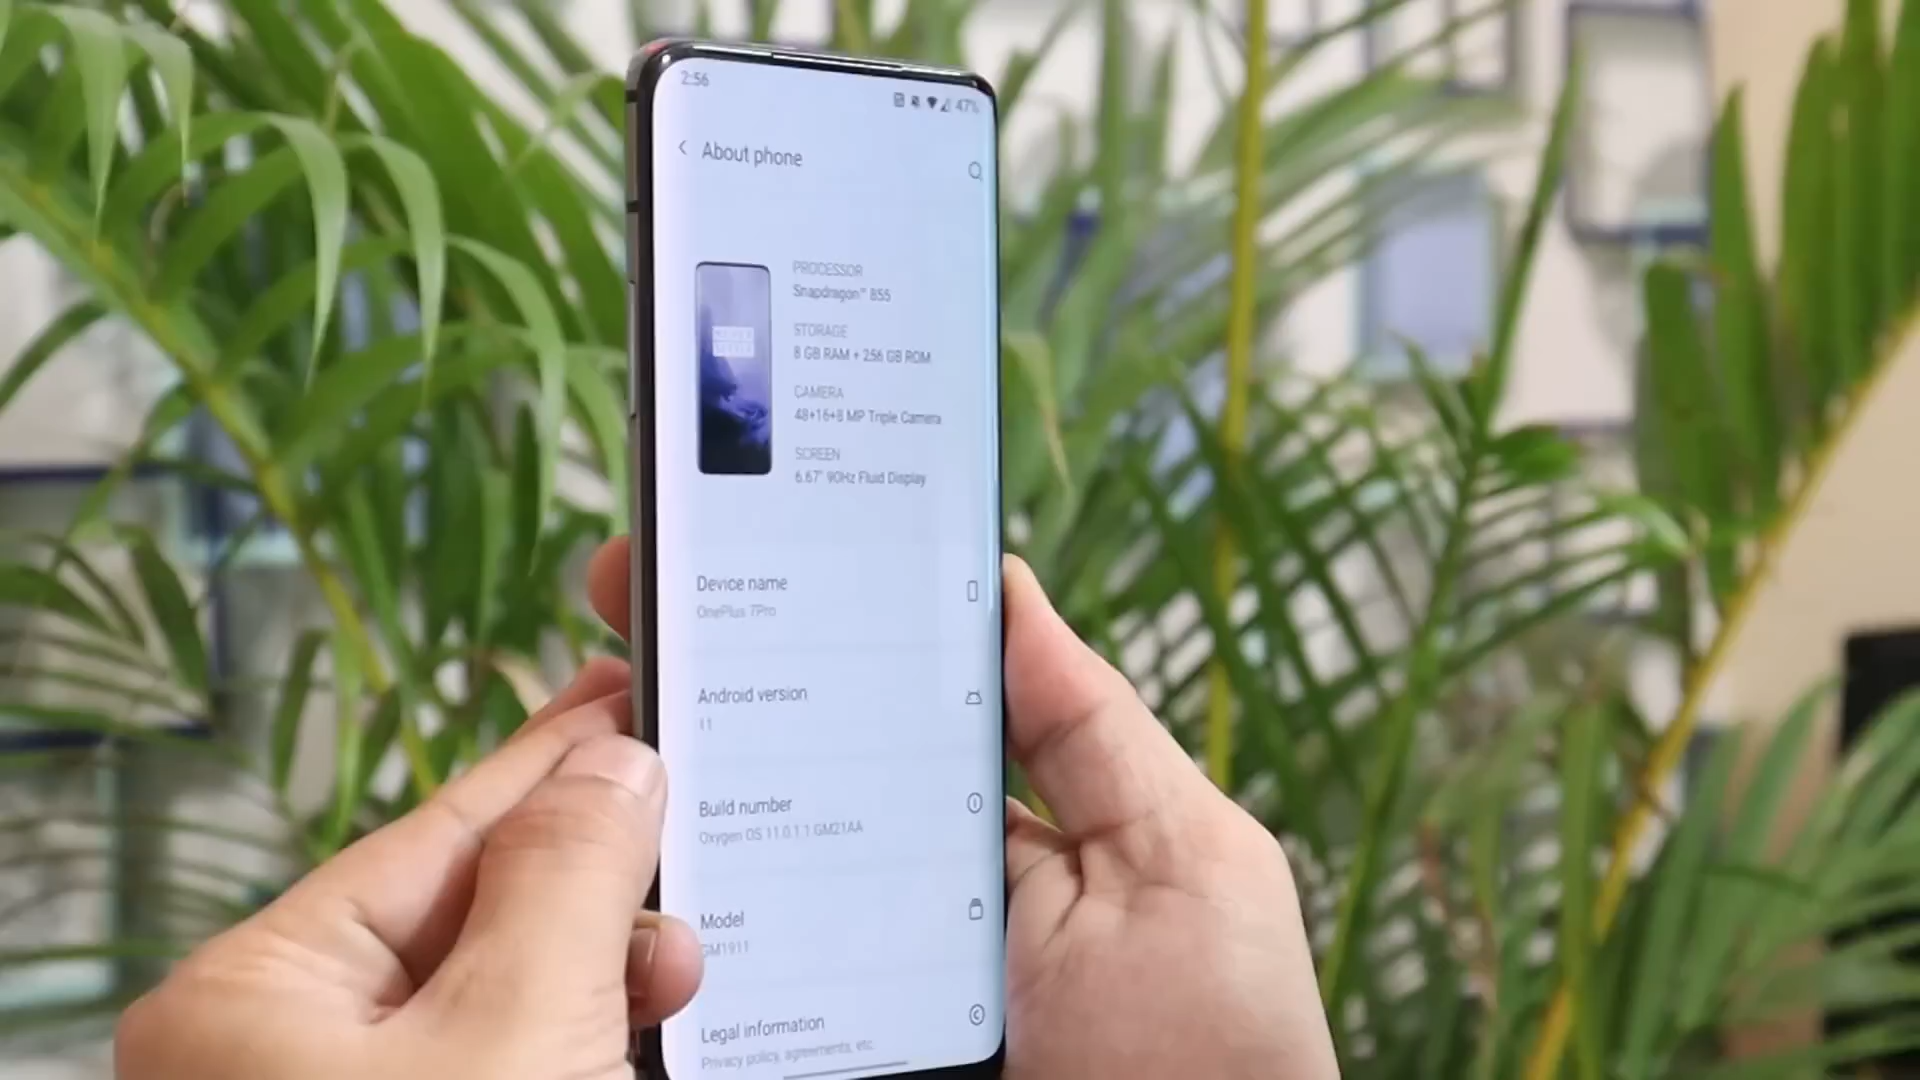 2:56
47%
About phone
PROCESSOR
Snapdragon™ 855
STORAGE
8 GB RAM + 256 GB ROM
CAMERA
48+16+8 MP Triple Camera
SCREEN
6.67" 90Hz Fluid Display
NEVER
SETTLE
Device name
OnePlus 7Pro
Android version
11
Build number
Oxygen OS 11.0.1.1.GM21AA
Model
GM1911
Legal information
Privacy policy, agreements, etc.